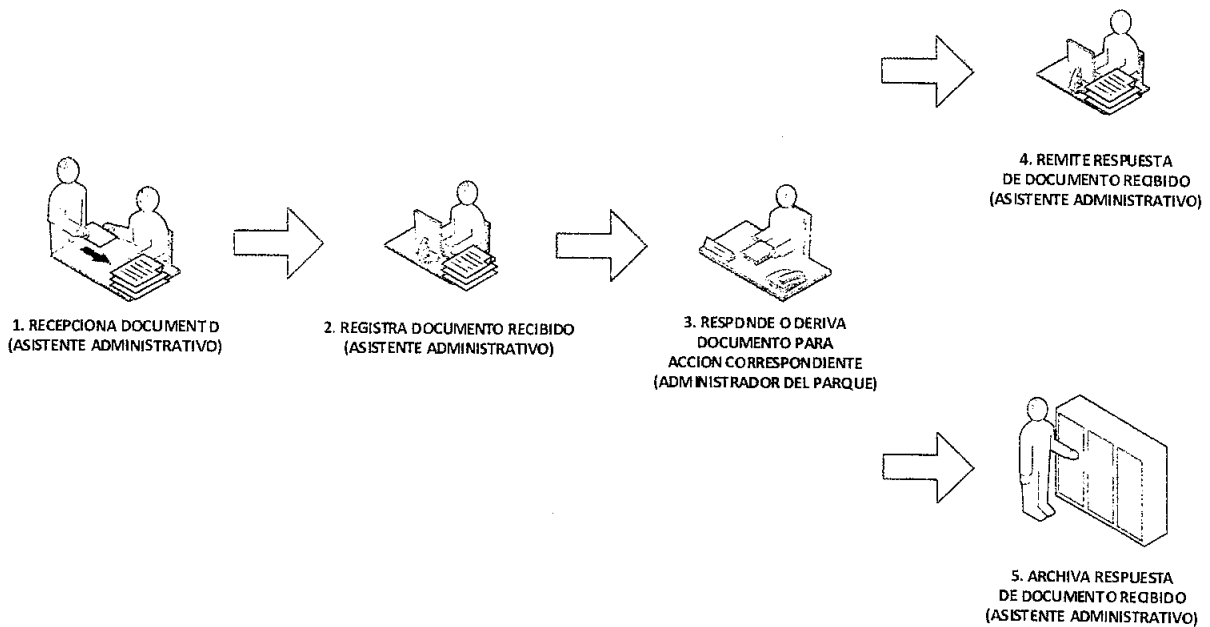 1. RECEPCIONA DOCUMENTO
(ASISTENTE ADMINISTRATIVO)
2. REGISTRA DOCUMENTO RECIBIDO
(ASISTENTE ADMINISTRATIVO)
3. RESPONDE O DERIVA
DOCUMENTO PARA
ACCION CORRESPONDIENTE
(ADMINISTRADOR DEL PARQUE)
4. REMITE RESPUESTA
DE DOCUMENTO RECIBIDO
(ASISTENTE ADMINISTRATIVO)
5. ARCHIVA RESPUESTA
DE DOCUMENTO RECIBIDO
(ASISTENTE ADMINISTRATIVO)